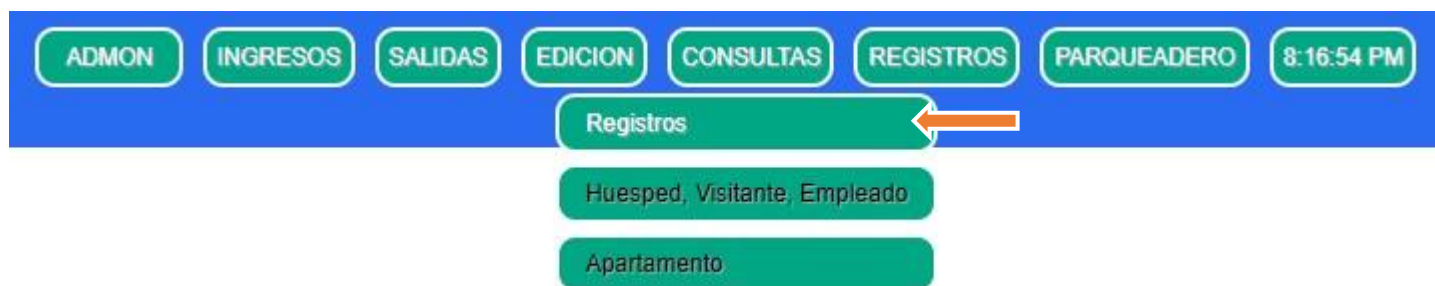 ADMON INGRESOS SALIDAS EDICION CONSULTAS REGISTROS PARQUEADERO 8:16:54 PM
Registros
Huesped, Visitante, Empleado
Apartamento